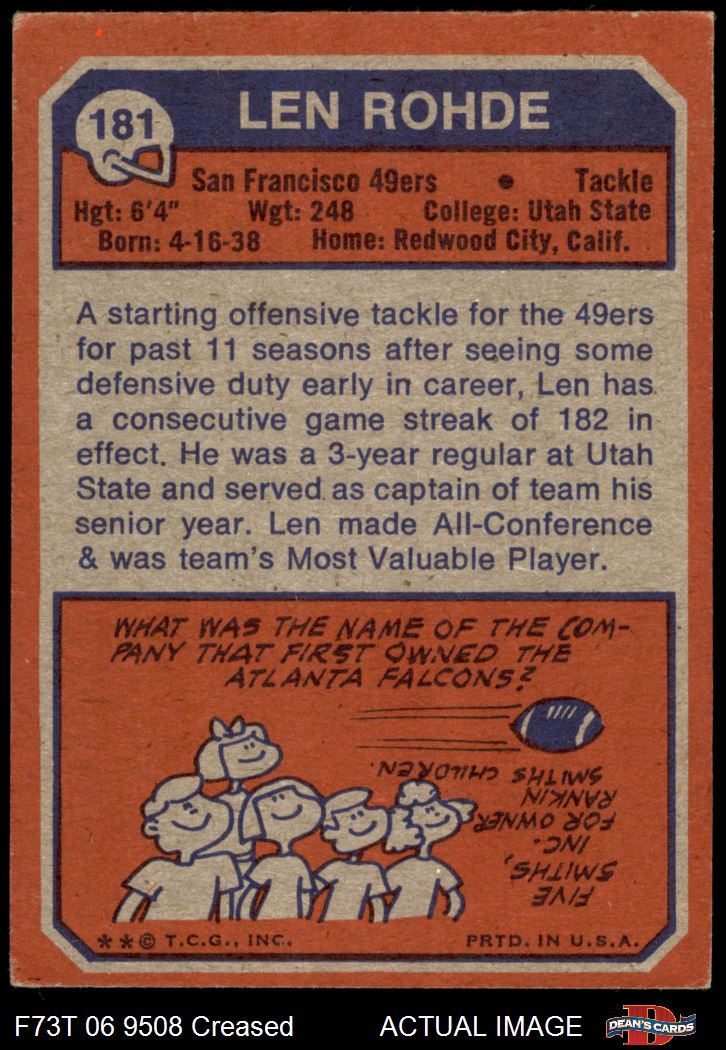 181
LEN ROHDE
San Francisco 49ers • Tackle
Hgt: 6'4" Wgt: 248 College: Utah State
Born: 4-16-38 Home: Redwood City, Calif.
A starting offensive tackle for the 49ers
for past 11 seasons after seeing some
defensive duty early in career, Len has
a consecutive game streak of 182 in
effect. He was a 3-year regular at Utah
State and served as captain of team his
senior year. Len made All-Conference
& was team's Most Valuable Player.
WHAT WAS THE NAME OF THE COM-
PANY THAT FIRST OWNED THE
ATLANTA FALCONS?
FIVE
SMITHS,
INC.
FOR OWNER
RANKIN
SMITHS CHILDREN.
**© T.C.G., INC. PRTD. IN U.S.A.
F73T 06 9508 Creased ACTUAL IMAGE
DEAN'S CARDS